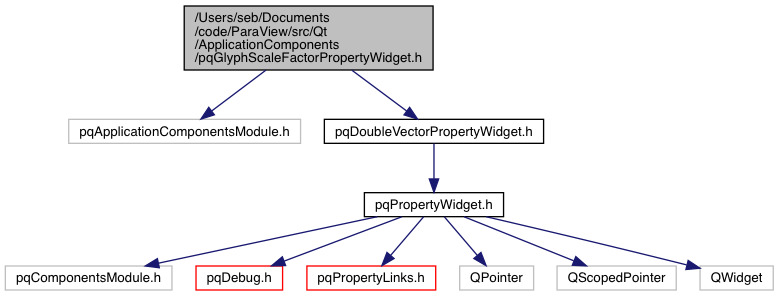 /Users/seb/Documents
/code/ParaView/src/Qt
/ApplicationComponents
/pqGlyphScaleFactorPropertyWidget.h
pqApplicationComponentsModule.h
pqDoubleVectorPropertyWidget.h
pqPropertyWidget.h
pqComponentsModule.h
pqDebug.h
pqPropertyLinks.h
QPointer
QScopedPointer
QWidget